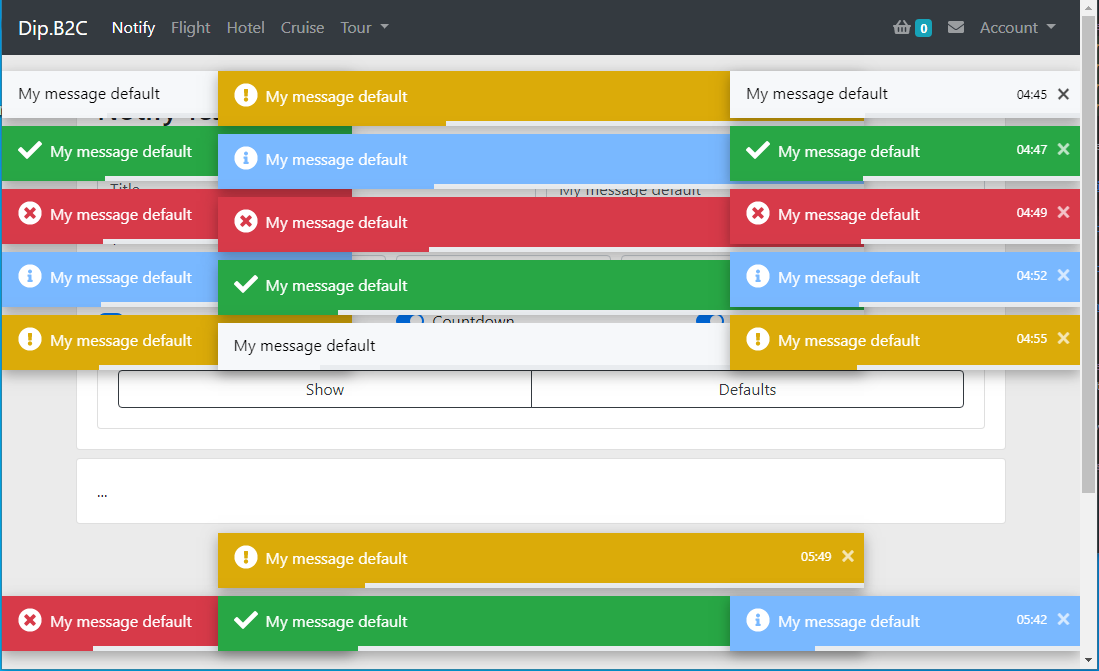 Dip.B2C Notify Flight Hotel Cruise Tour 0 Account
My message default
My message default
My message default 04:45
My message default
My message default
My message default 04:47
Title
My message default
My message default
My message default
My message default 04:49
My message default
My message default
My message default 04:52
Countdown
My message default
My message default
My message default 04:55
Show Defaults
...
My message default 05:49
My message default
My message default
My message default 05:42